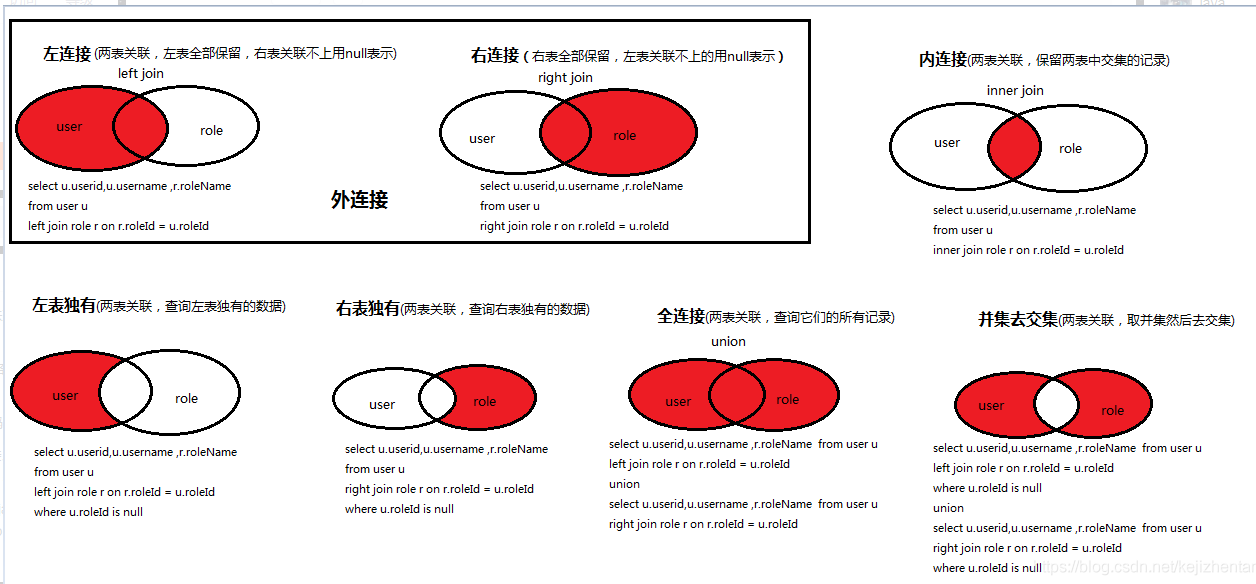 左连接 (两表关联，左表全部保留，右表关联不上用null表示)
left join
user
role
select u.userid,u.username ,r.roleName
from user u
left join role r on r.roleId = u.roleId
外连接
右连接 ( 右表全部保留，左表关联不上的用null表示 )
right join
user
role
select u.userid,u.username ,r.roleName
from user u
right join role r on r.roleId = u.roleId
内连接(两表关联，保留两表中交集的记录)
inner join
user
role
select u.userid,u.username ,r.roleName
from user u
inner join role r on r.roleId = u.roleId
左表独有(两表关联，查询左表独有的数据)
user
role
select u.userid,u.username ,r.roleName
from user u
left join role r on r.roleId = u.roleId
where u.roleId is null
右表独有(两表关联，查询右表独有的数据)
user
role
select u.userid,u.username ,r.roleName
from user u
right join role r on r.roleId = u.roleId
where u.roleId is null
全连接(两表关联，查询它们的所有记录)
union
user
role
select u.userid,u.username ,r.roleName from user u
left join role r on r.roleId = u.roleId
union
select u.userid,u.username ,r.roleName from user u
right join role r on r.roleId = u.roleId
并集去交集(两表关联，取并集然后去交集)
user
role
select u.userid,u.username ,r.roleName from user u
left join role r on r.roleId = u.roleId
where u.roleId is null
union
select u.userid,u.username ,r.roleName from user u
right join role r on r.roleId = u.roleId
where u.roleId is null